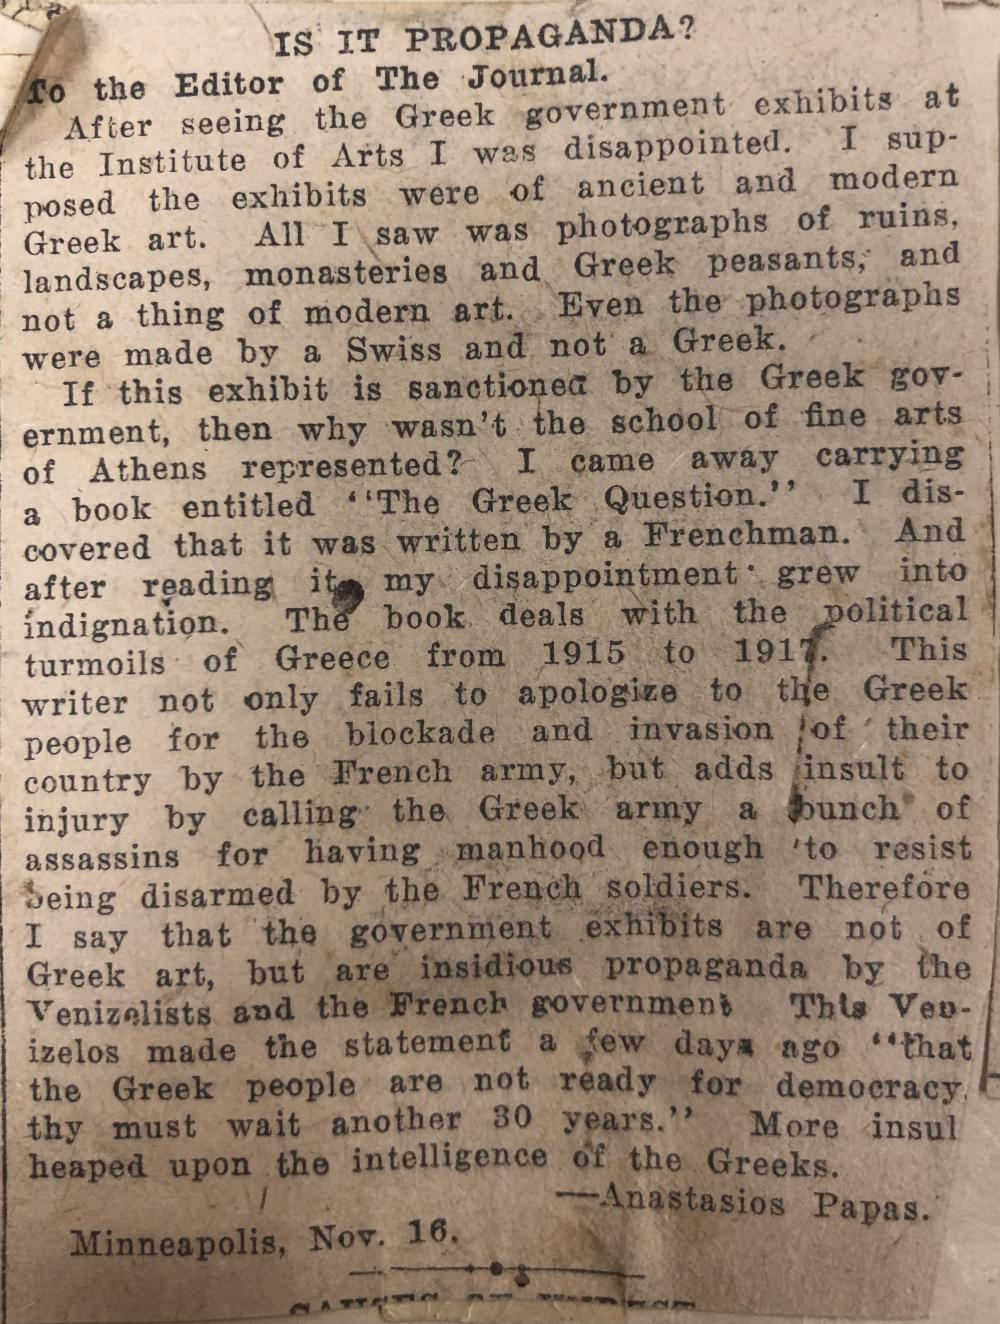 IS IT PROPAGANDA?
To the Editor of The Journal.
After seeing the Greek government exhibits at
the Institute of Arts I was disappointed. I sup-
posed the exhibits were of ancient and modern
Greek art. All I saw was photographs of ruins,
landscapes, monasteries and Greek peasants, and
not a thing of modern art. Even the photographs
were made by a Swiss and not a Greek.
If this exhibit is sanctioned by the Greek gov-
ernment, then why wasn't the school of fine arts
of Athens represented? I came away carrying
a book entitled "The Greek Question." I dis-
covered that it was written by a Frenchman. And
after reading it, my disappointment grew into
indignation. The book deals with the political
turmoils of Greece from 1915 to 1917. This
writer not only fails to apologize to the Greek
people for the blockade and invasion of their
country by the French army, but adds insult to
injury by calling the Greek army a bunch of
assassins for having manhood enough to resist
being disarmed by the French soldiers. Therefore
I say that the government exhibits are not of
Greek art, but are insidious propaganda by the
Venizelists and the French government This Ven-
izelos made the statement a few days ago "that
the Greek people are not ready for democracy,
thy must wait another 30 years." More insul
heaped upon the intelligence of the Greeks.
—Anastasios Papas.
Minneapolis, Nov. 16.